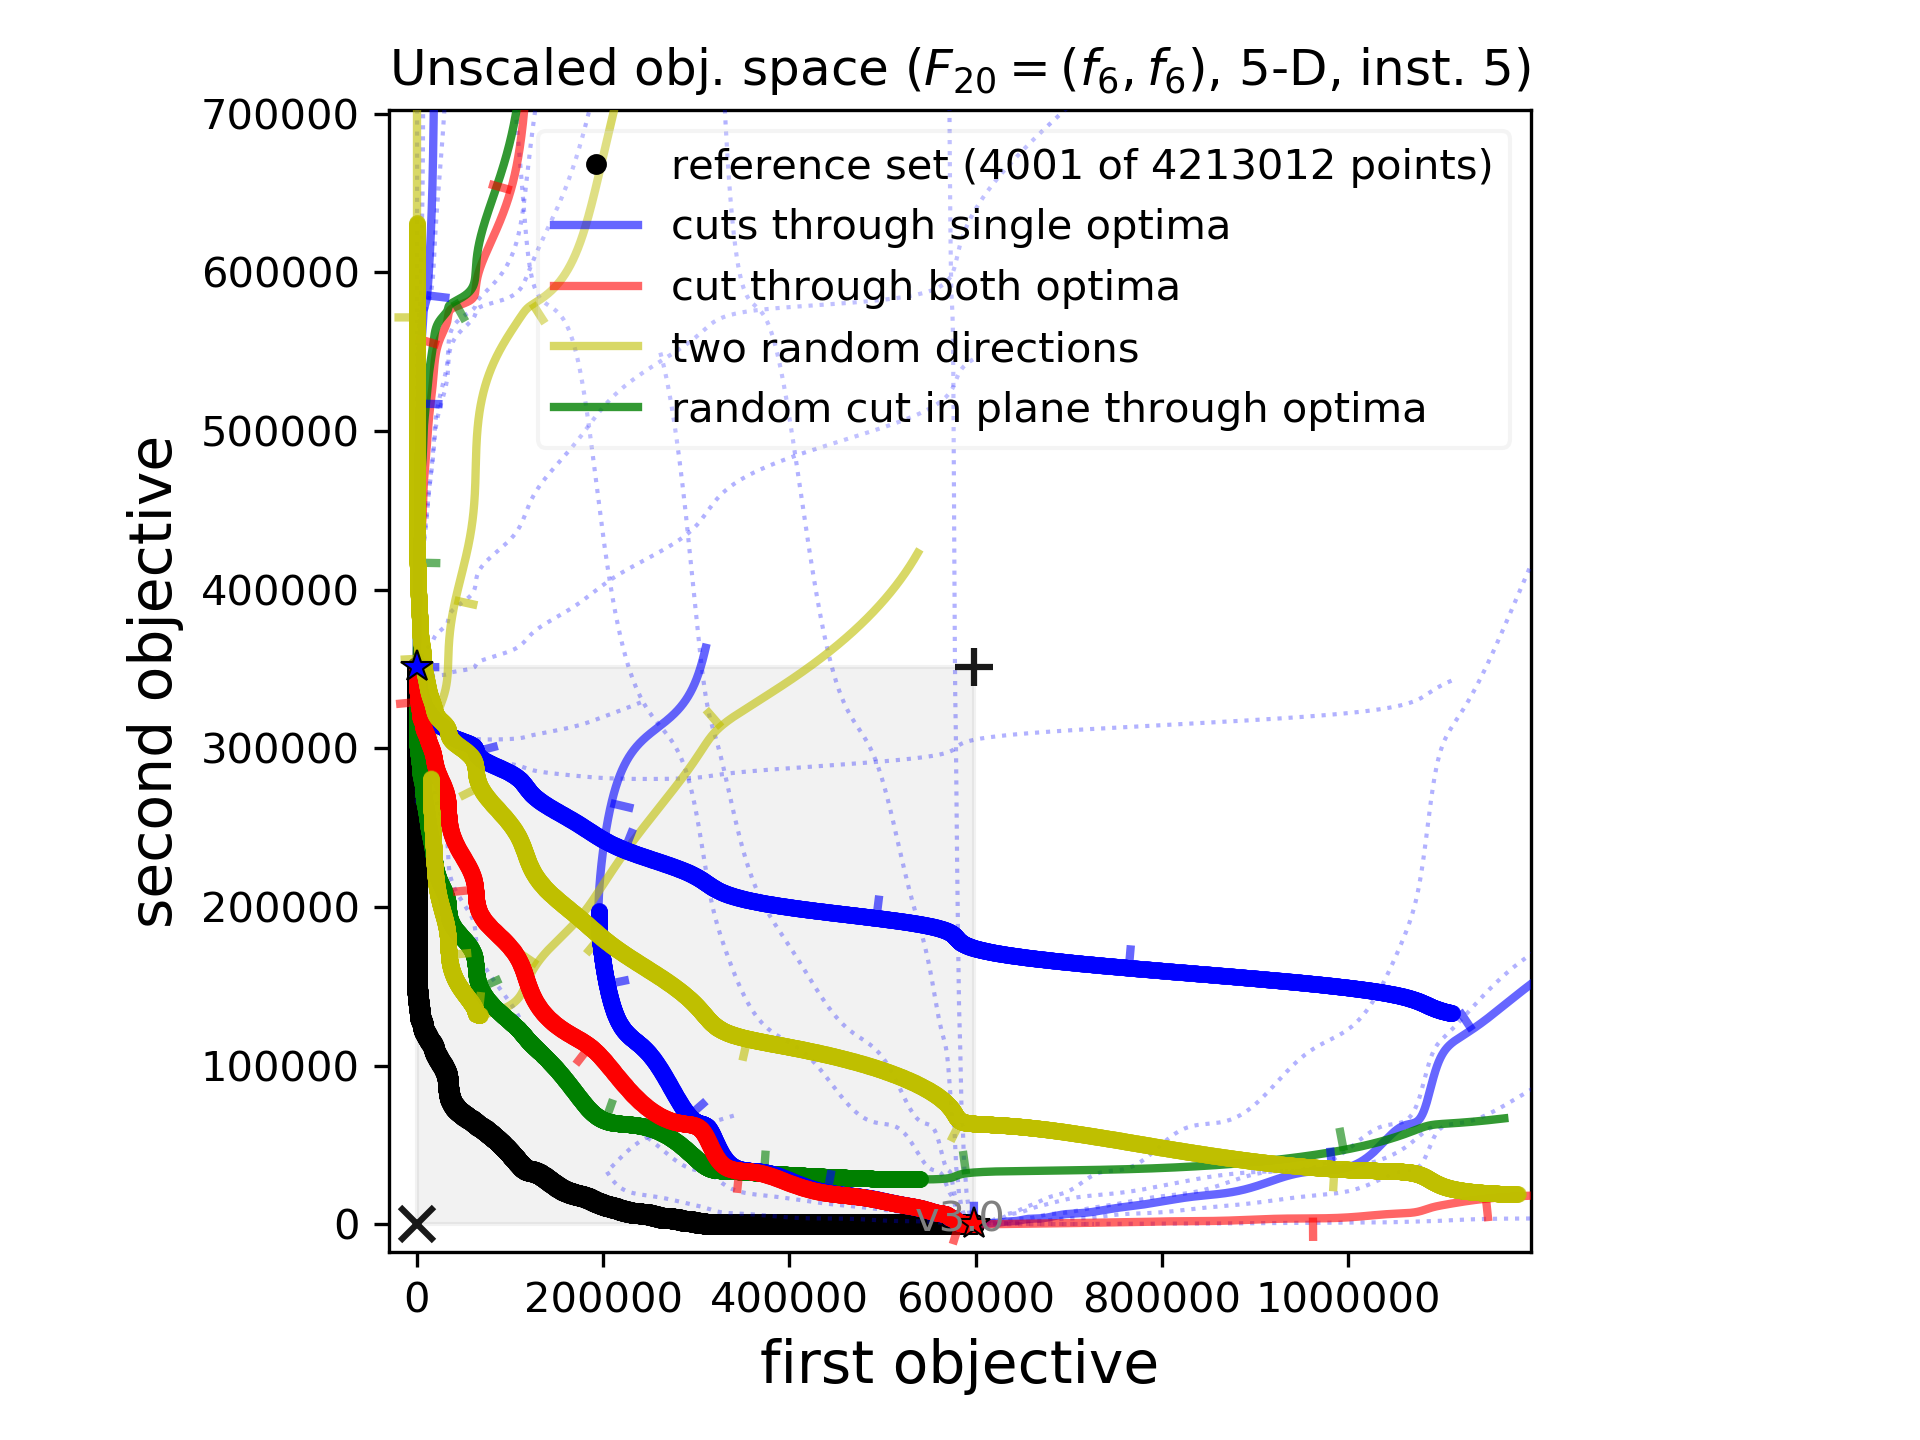 Unscaled obj. space (F₂₀ = (f₆, f₆), 5-D, inst. 5)
700000
600000
500000
400000
300000
200000
100000
0
second objective
reference set (4001 of 4213012 points)
cuts through single optima
cut through both optima
two random directions
random cut in plane through optima
v3.0
0 200000 400000 600000 800000 1000000
first objective